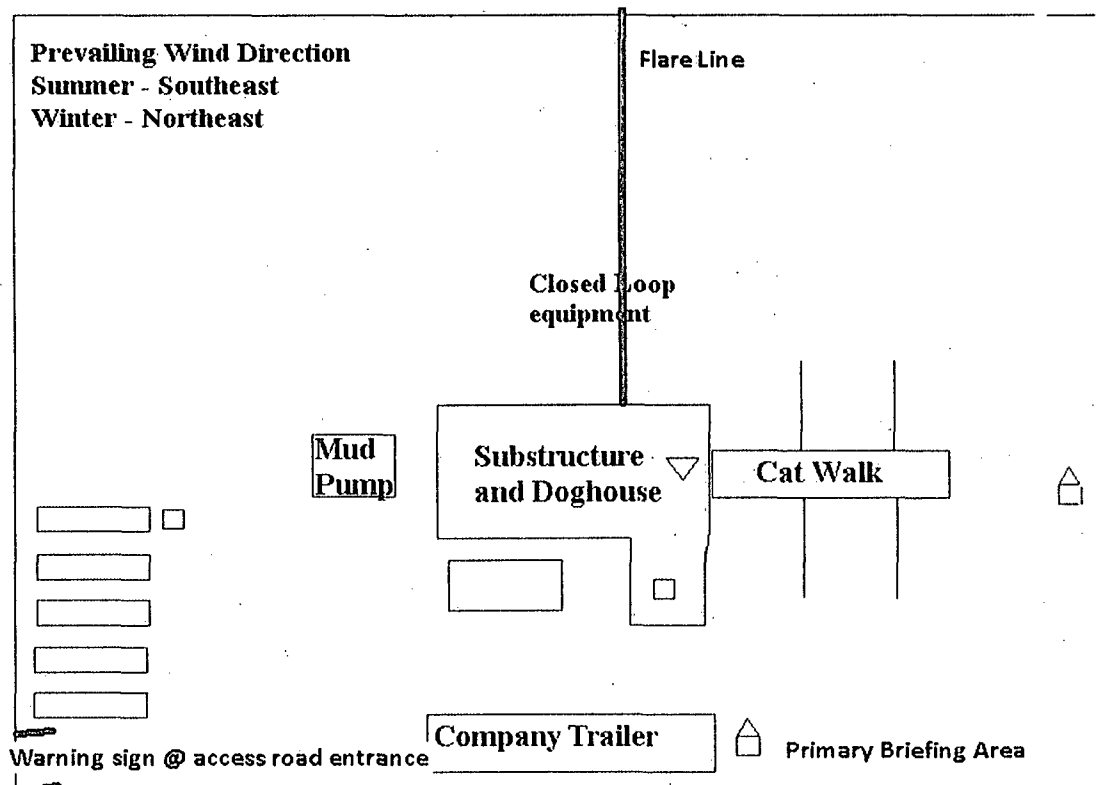 Prevailing Wind Direction
Summer - Southeast
Winter - Northeast
Flare Line
Closed Loop
equipment
Mud
Pump
Substructure
and Doghouse
Cat Walk
Company Trailer
Warning sign @ access road entrance
Primary Briefing Area